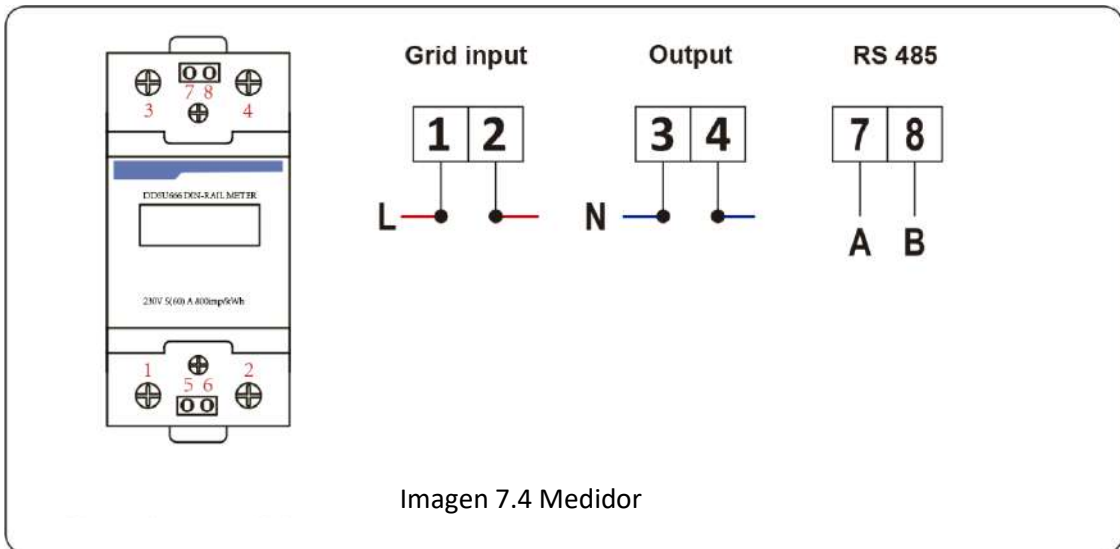 3 7 8 4
DDSU666 DIN-RAIL METER
230V 5(60) A 800imp/kWh
1 5 6 2
Grid input
1 2
L
Output
3 4
N
RS 485
7 8
A B
Imagen 7.4 Medidor